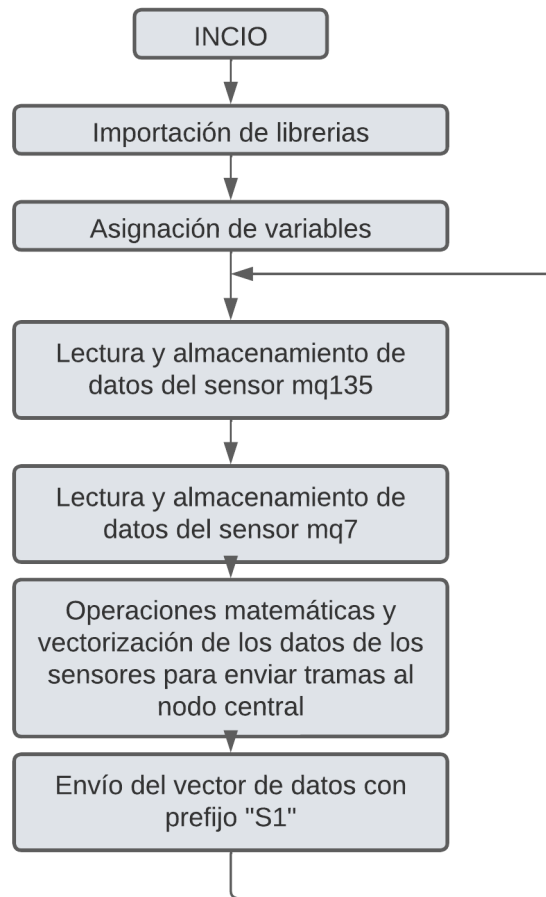 INCIO
Importación de librerias
Asignación de variables
Lectura y almacenamiento de
datos del sensor mq135
Lectura y almacenamiento de
datos del sensor mq7
Operaciones matemáticas y
vectorización de los datos de los
sensores para enviar tramas al
nodo central
Envío del vector de datos con
prefijo "S1"